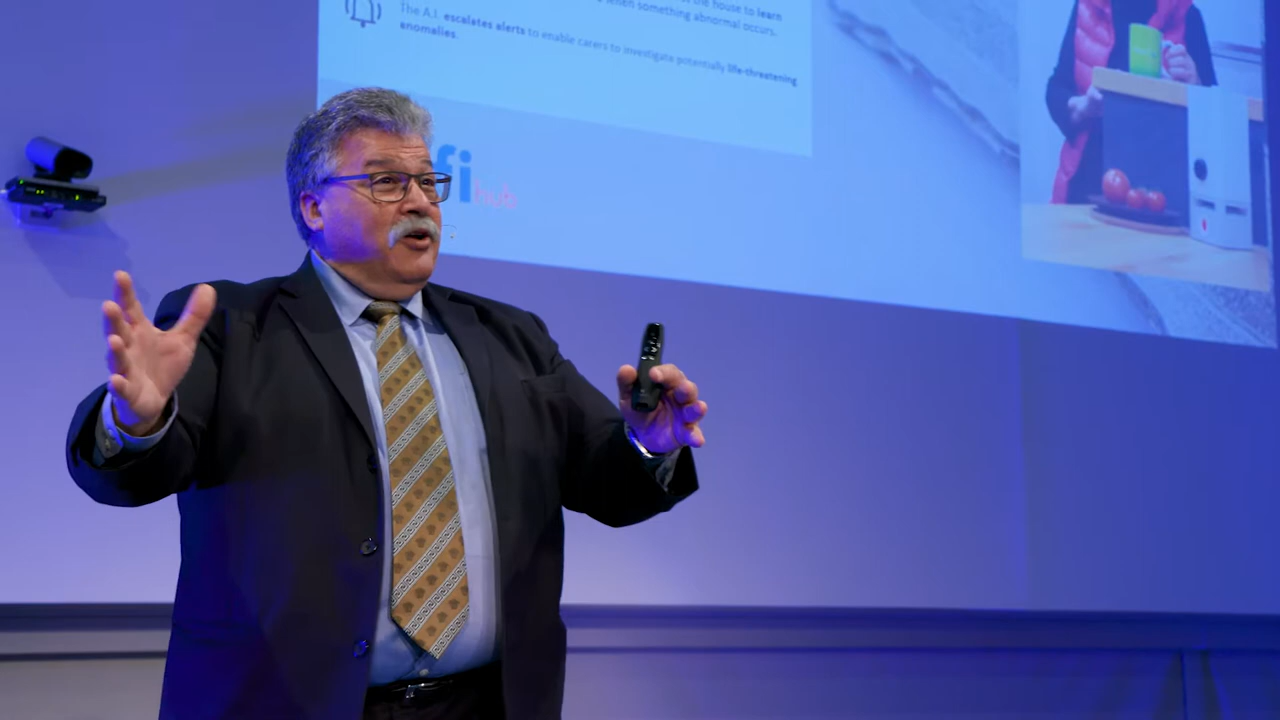 the house to learn
when something abnormal occurs.
The A.I. escalates alerts to enable carers to investigate potentially life-threatening
anomalies.
fi hub